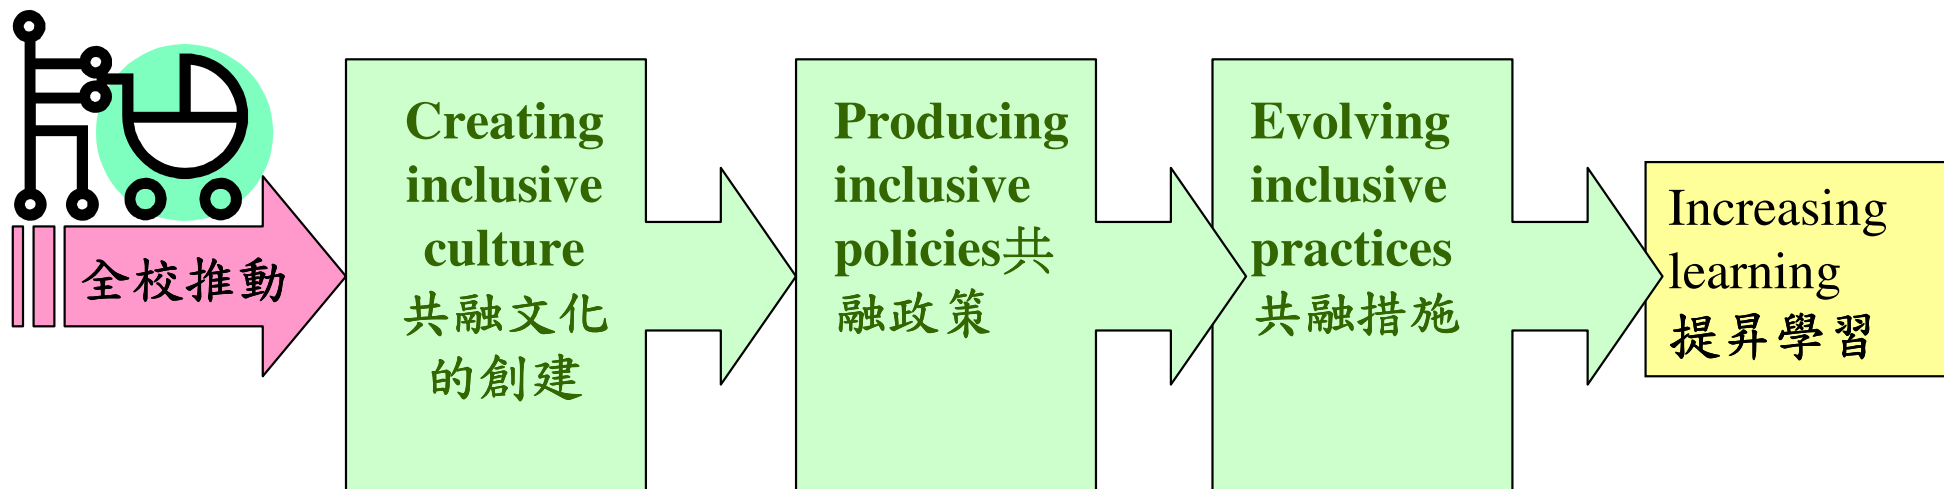 全校推動
Creating
inclusive
culture
共融文化
的創建
Producing
inclusive
policies共
融政策
Evolving
inclusive
practices
共融措施
Increasing
learning
提昇學習